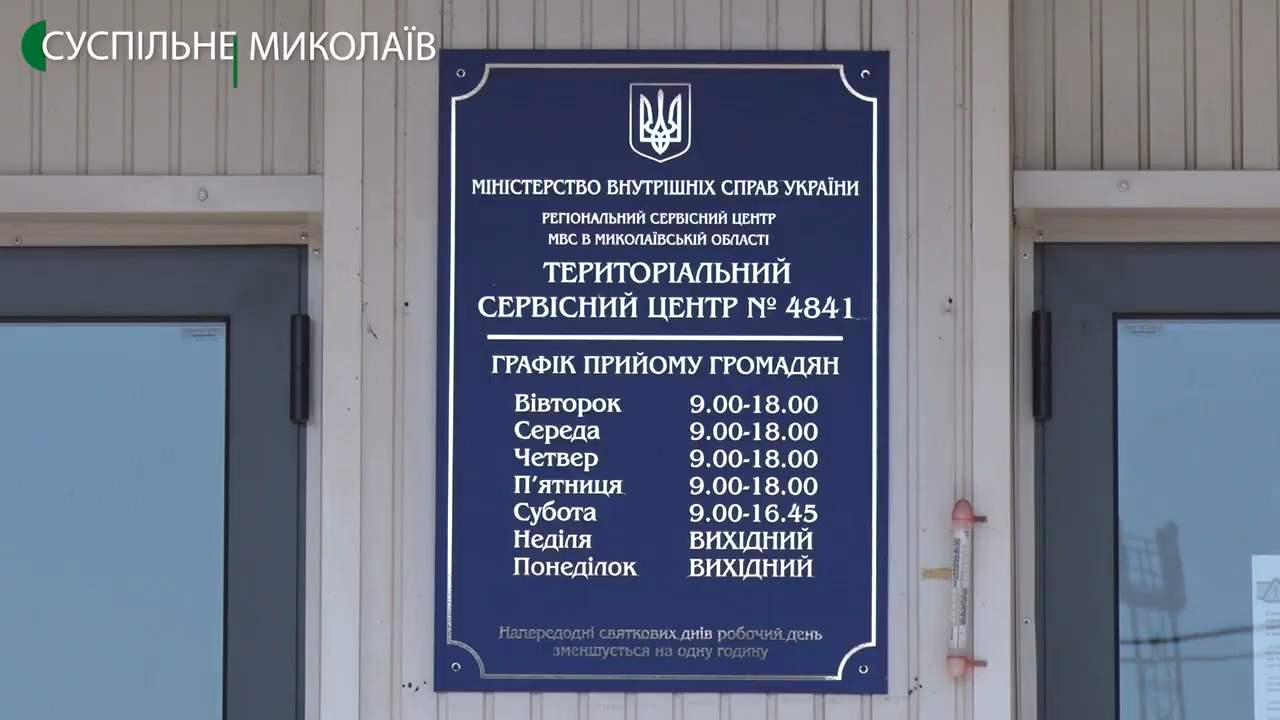 СУСПІЛЬНЕ МИКОЛАЇВ
МІНІСТЕРСТВО ВНУТРІШНІХ СПРАВ УКРАЇНИ
РЕГІОНАЛЬНИЙ СЕРВІСНИЙ ЦЕНТР
МВС В МИКОЛАЇВСЬКІЙ ОБЛАСТІ
ТЕРИТОРІАЛЬНИЙ
СЕРВІСНИЙ ЦЕНТР № 4841
ГРАФІК ПРИЙОМУ ГРОМАДЯН
Вівторок 9.00-18.00
Середа 9.00-18.00
Четвер 9.00-18.00
П'ятниця 9.00-18.00
Субота 9.00-16.45
Неділя ВИХІДНИЙ
Понеділок ВИХІДНИЙ
Напередодні святкових днів робочий день
зменшується на одну годину